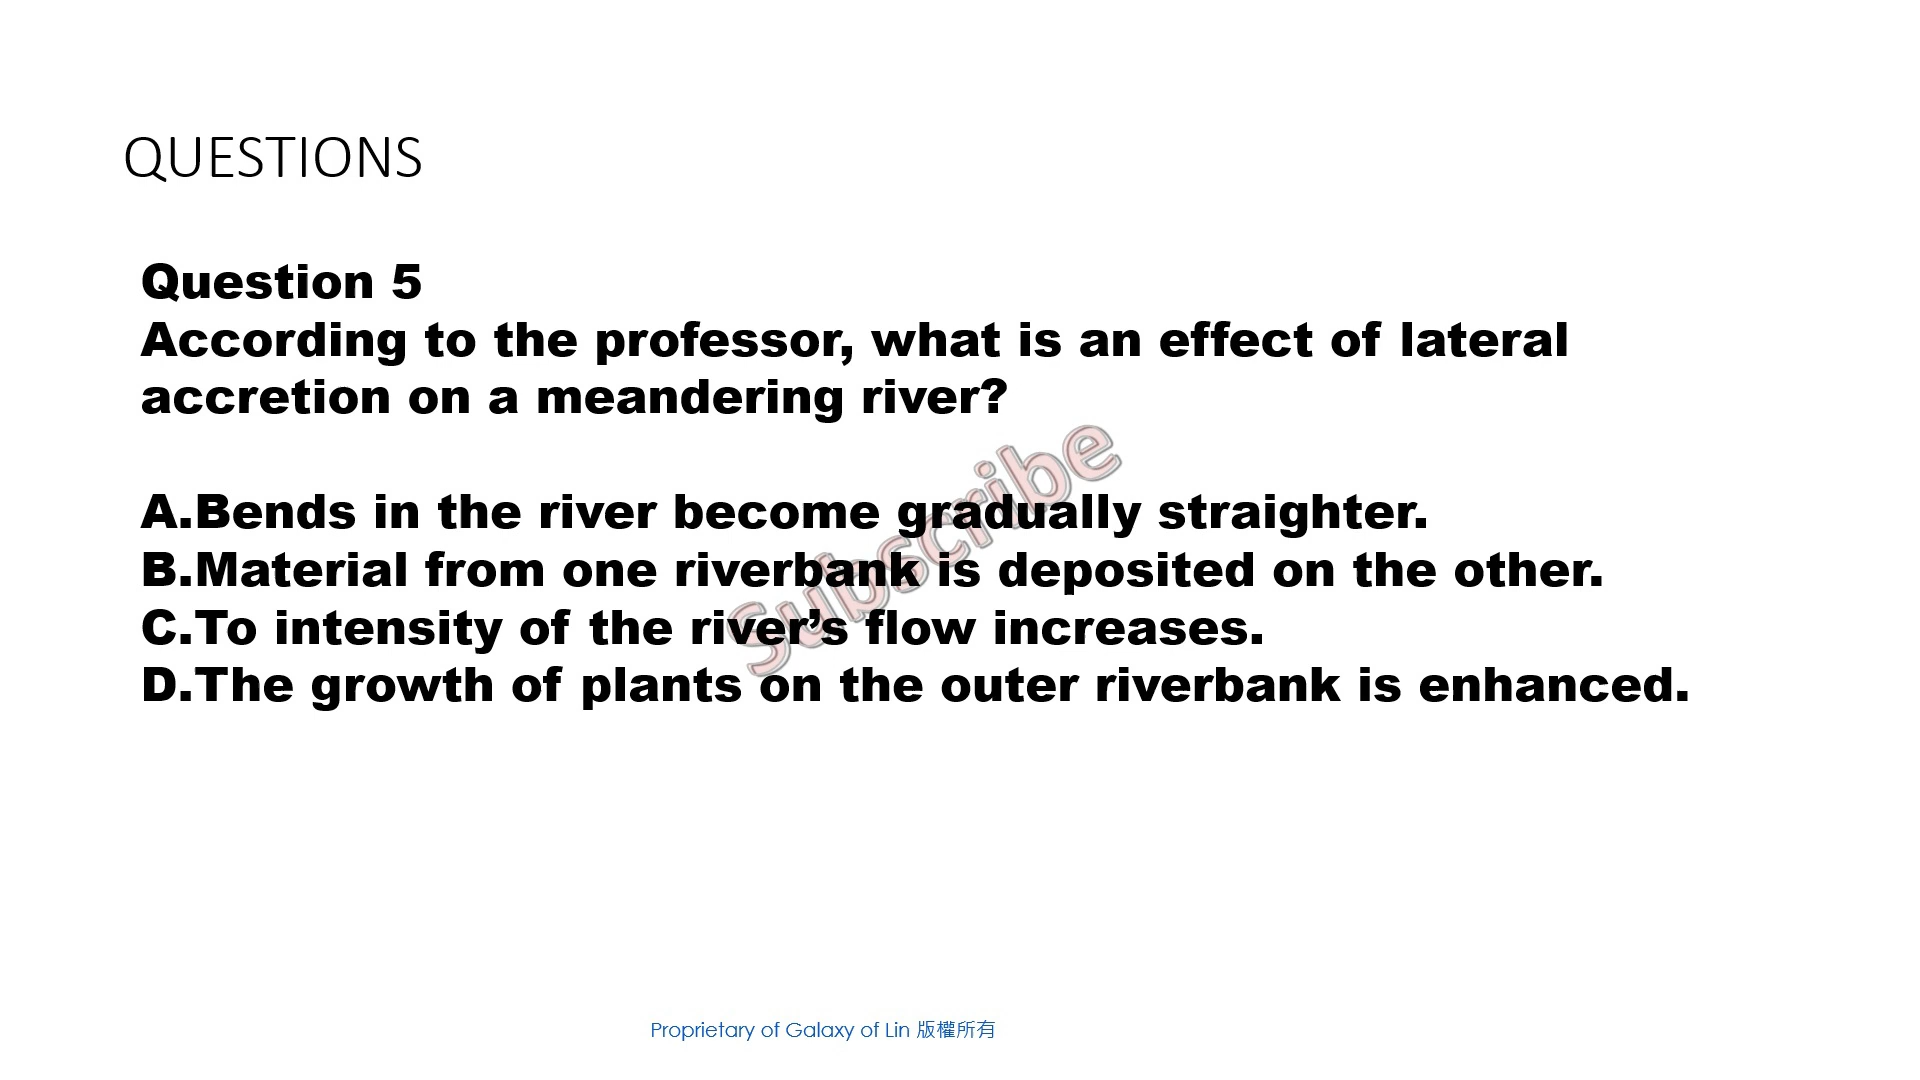 QUESTIONS
Question 5
According to the professor, what is an effect of lateral
accretion on a meandering river?
A.Bends in the river become gradually straighter.
B.Material from one riverbank is deposited on the other.
C.To intensity of the river’s flow increases.
D.The growth of plants on the outer riverbank is enhanced.
Subscribe
Proprietary of Galaxy of Lin 版權所有